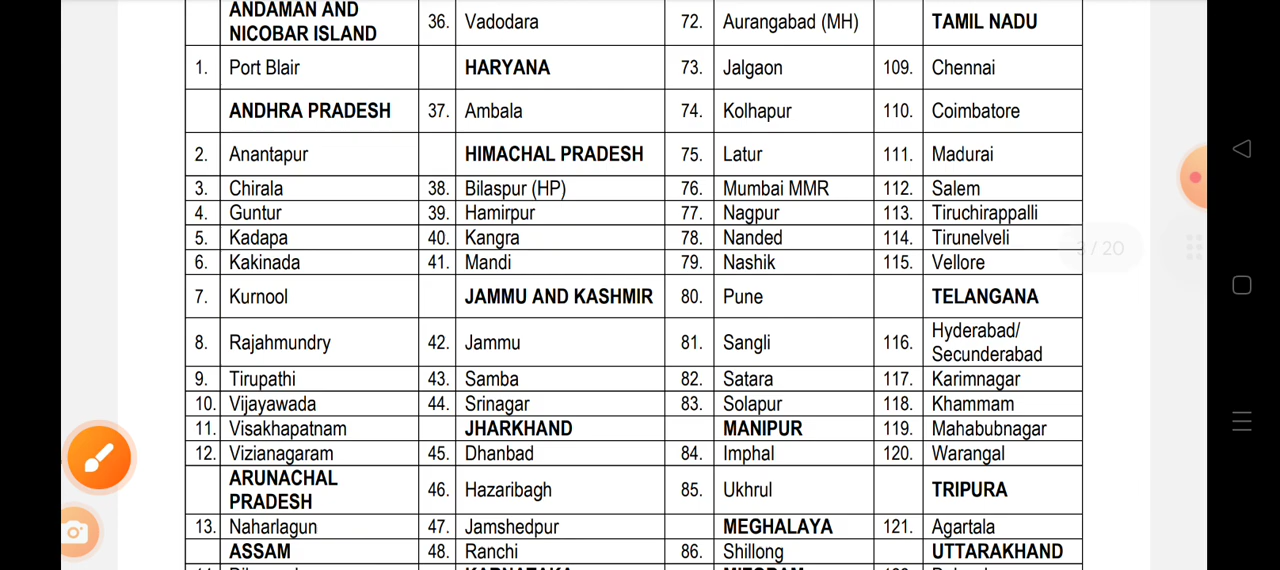 ANDAMAN AND
NICOBAR ISLAND
36. Vadodara
72. Aurangabad (MH)
TAMIL NADU
1. Port Blair
HARYANA
73. Jalgaon
109. Chennai
ANDHRA PRADESH
37. Ambala
74. Kolhapur
110. Coimbatore
2. Anantapur
HIMACHAL PRADESH
75. Latur
111. Madurai
3. Chirala
38. Bilaspur (HP)
76. Mumbai MMR
112. Salem
4. Guntur
39. Hamirpur
77. Nagpur
113. Tiruchirappalli
5. Kadapa
40. Kangra
78. Nanded
114. Tirunelveli
3 / 20
6. Kakinada
41. Mandi
79. Nashik
115. Vellore
7. Kurnool
JAMMU AND KASHMIR
80. Pune
TELANGANA
8. Rajahmundry
42. Jammu
81. Sangli
116. Hyderabad/
Secunderabad
9. Tirupathi
43. Samba
82. Satara
117. Karimnagar
10. Vijayawada
44. Srinagar
83. Solapur
118. Khammam
11. Visakhapatnam
JHARKHAND
MANIPUR
119. Mahabubnagar
12. Vizianagaram
45. Dhanbad
84. Imphal
120. Warangal
ARUNACHAL
PRADESH
46. Hazaribagh
85. Ukhrul
TRIPURA
13. Naharlagun
47. Jamshedpur
MEGHALAYA
121. Agartala
ASSAM
48. Ranchi
86. Shillong
UTTARAKHAND